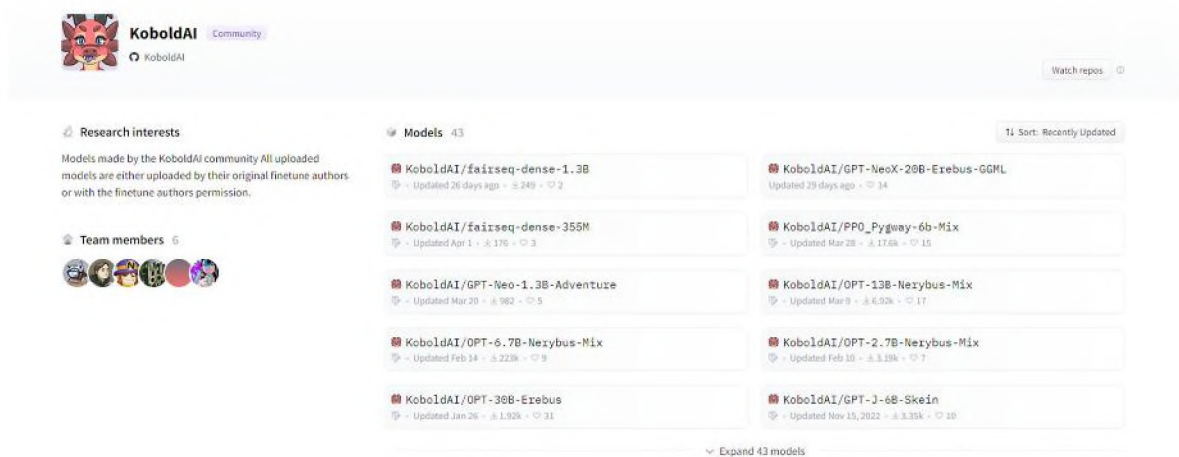 KoboldAI Community
KoboldAI
Watch repos
Research interests
Models made by the KoboldAI community All uploaded
models are either uploaded by their original finetune authors
or with the finetune authors permission.
Team members 6
Models 43
Sort: Recently Updated
KoboldAI/fairseq-dense-1.3B
Updated 26 days ago 249 2
KoboldAI/GPT-NeoX-20B-Erebus-GGML
Updated 29 days ago 14
KoboldAI/fairseq-dense-355M
Updated Apr 1 176 3
KoboldAI/PPO_Pygway-6b-Mix
Updated Mar 28 17.6k 15
KoboldAI/GPT-Neo-1.3B-Adventure
Updated Mar 20 982 5
KoboldAI/OPT-13B-Nerybus-Mix
Updated Mar 9 6.92k 17
KoboldAI/OPT-6.7B-Nerybus-Mix
Updated Feb 14 223k 9
KoboldAI/OPT-2.7B-Nerybus-Mix
Updated Feb 10 3.19k 7
KoboldAI/OPT-30B-Erebus
Updated Jan 26 1.92k 31
KoboldAI/GPT-J-6B-Skein
Updated Nov 15, 2022 3.35k 10
Expand 43 models